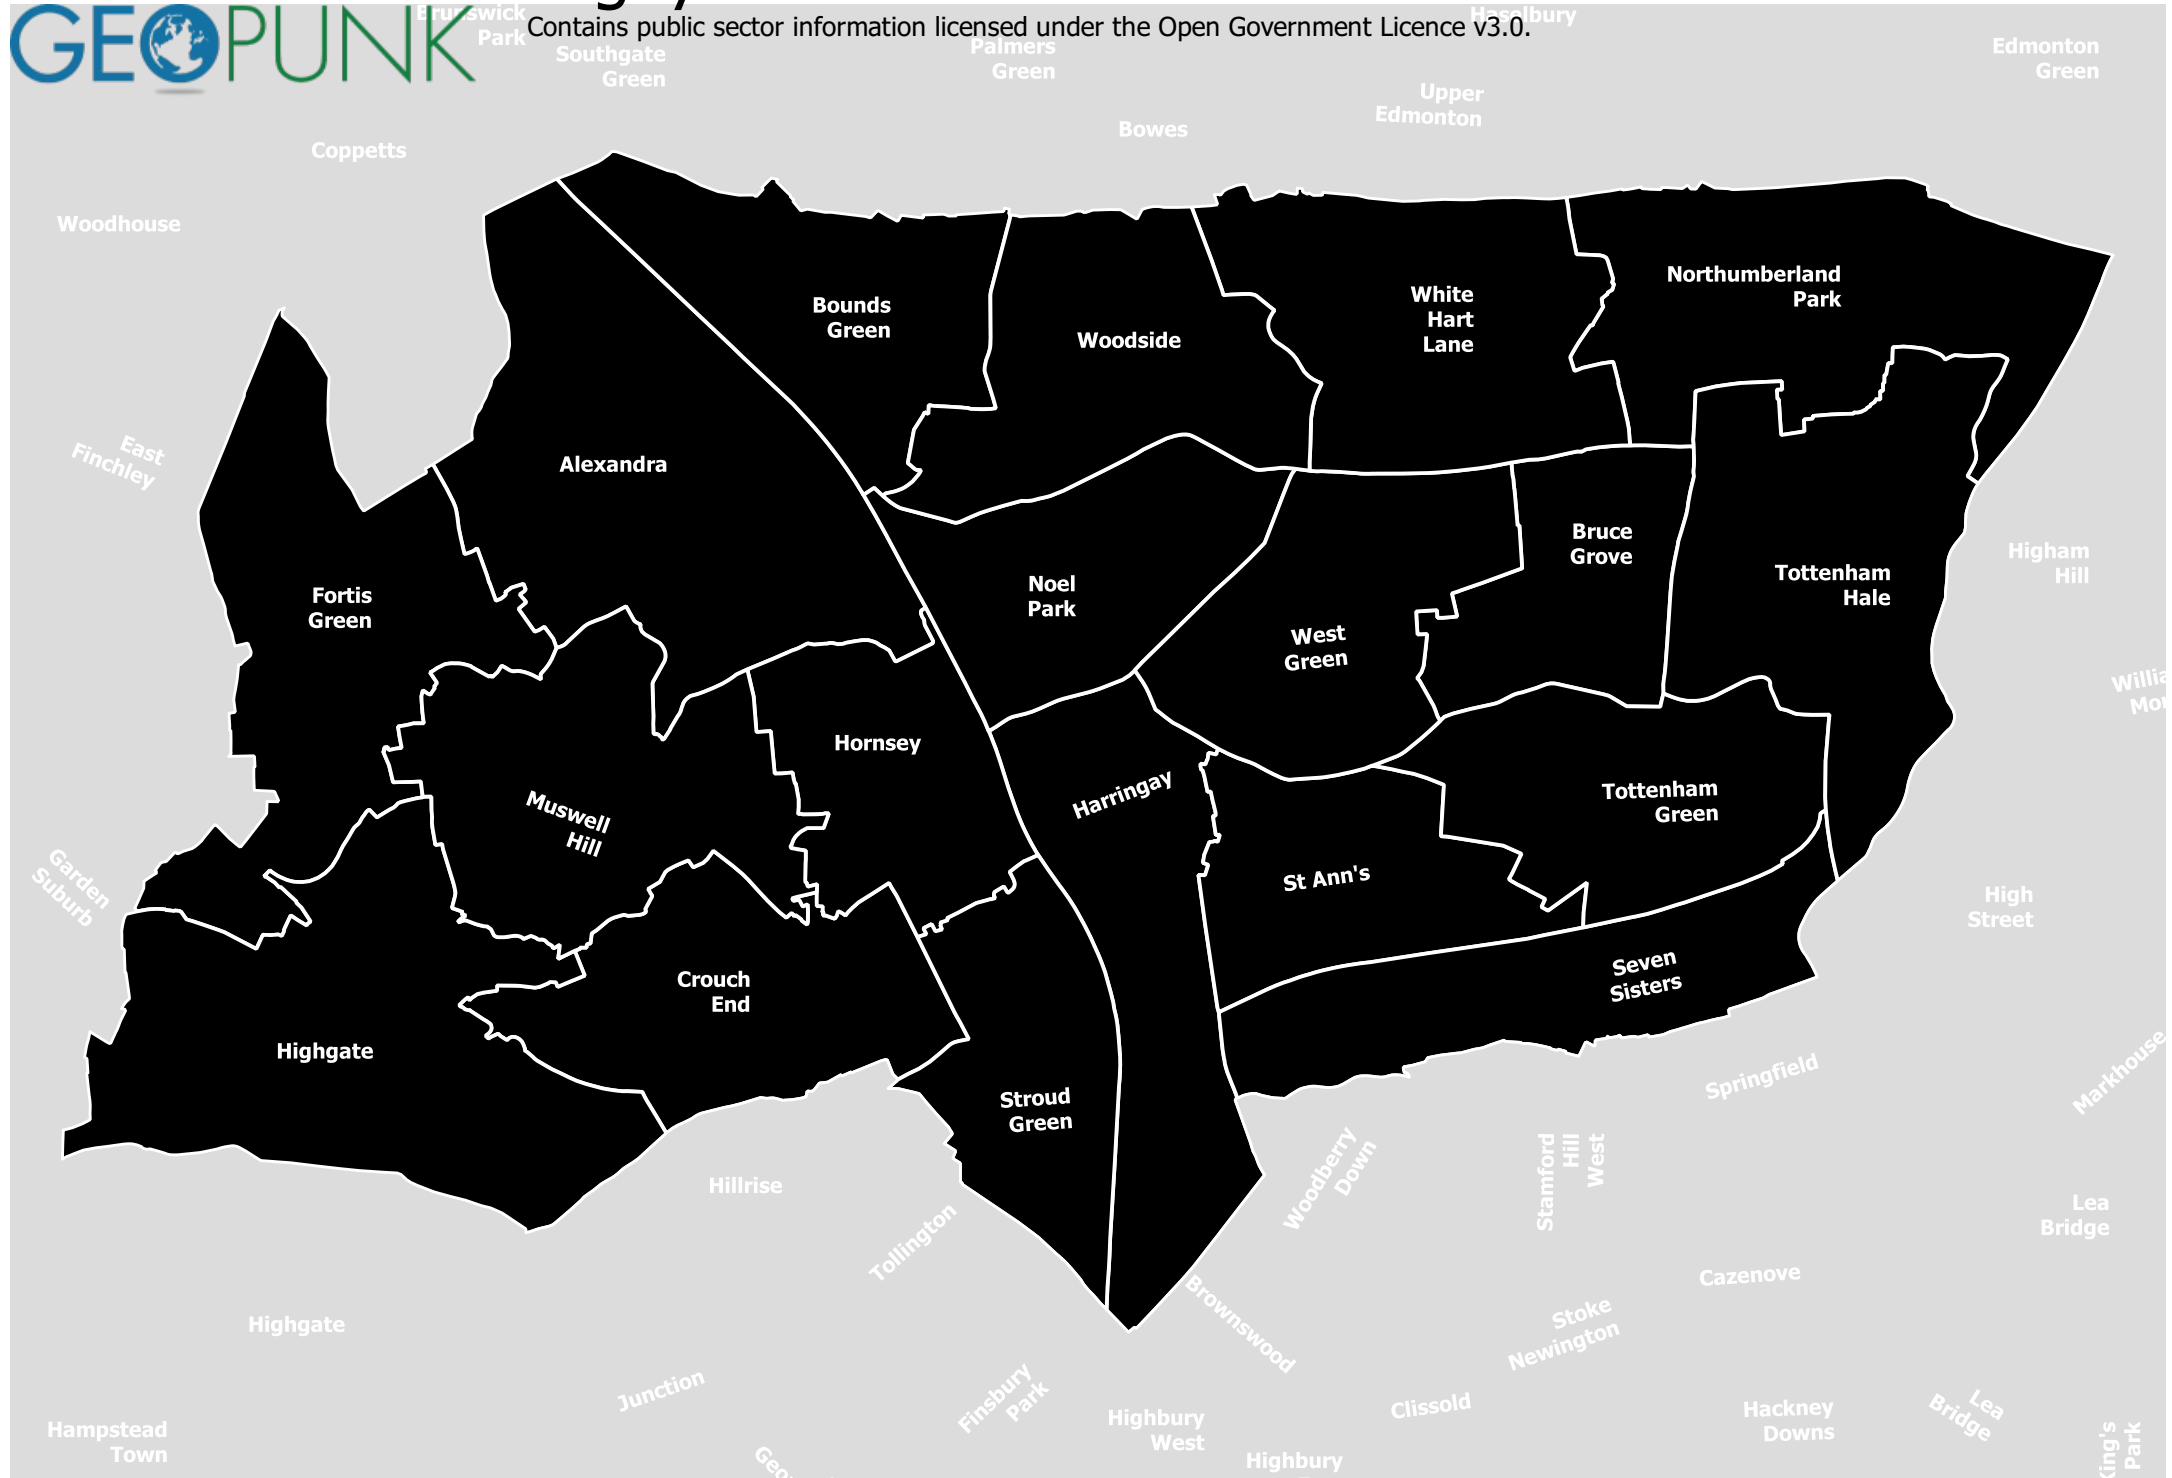 GEOPUNK
Contains public sector information licensed under the Open Government Licence v3.0.
Brunswick
Park
Southgate
Green
Palmers
Green
Haselbury
Edmonton
Green
Upper
Edmonton
Bowes
Coppetts
Woodhouse
Northumberland
Park
White
Hart
Lane
Bounds
Green
Woodside
East
Finchley
Alexandra
Bruce
Grove
Higham
Hill
Tottenham
Hale
Noel
Park
Fortis
Green
West
Green
Hornsey
Harringay
Muswell
Hill
Tottenham
Green
Garden
Suburb
St Ann's
High
Street
Seven
Sisters
Crouch
End
Highgate
Stroud
Green
Springfield
Markhouse
Woodberry
Down
Stamford
Hill
West
Hillrise
Tollington
Lea
Bridge
Cazenove
Brownswood
Stoke
Newington
Highgate
Junction
Finsbury
Park
Clissold
Highbury
West
Hackney
Downs
Lea
Bridge
Hampstead
Town
Highbury
Park